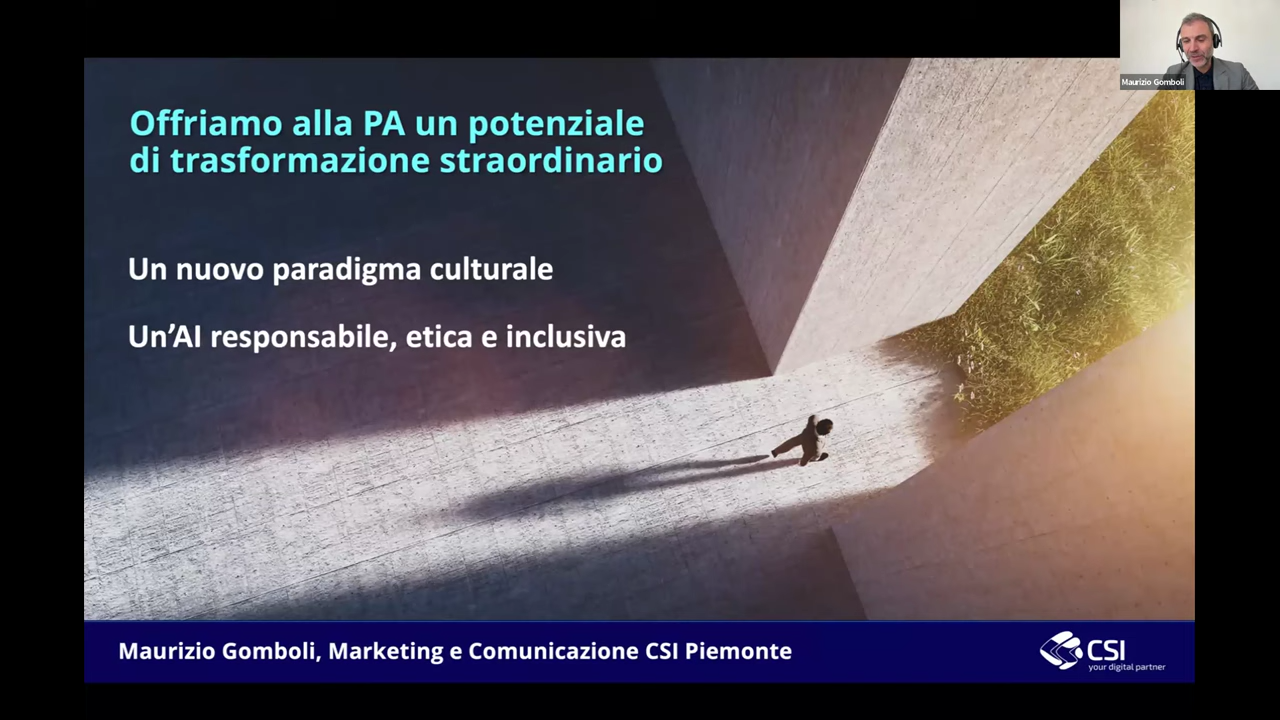 Maurizio Gomboli
Offriamo alla PA un potenziale
di trasformazione straordinario
Un nuovo paradigma culturale
Un'AI responsabile, etica e inclusiva
Maurizio Gomboli, Marketing e Comunicazione CSI Piemonte
CSI
your digital partner